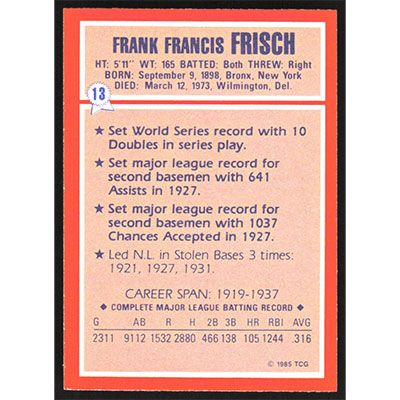 FRANK FRANCIS FRISCH
HT: 5'11" WT: 165 BATTED: Both THREW: Right
BORN: September 9, 1898, Bronx, New York
DIED: March 12, 1973, Wilmington, Del.
13
★ Set World Series record with 10
Doubles in series play.
★ Set major league record for
second basemen with 641
Assists in 1927.
★ Set major league record for
second basemen with 1037
Chances Accepted in 1927.
★ Led N.L. in Stolen Bases 3 times:
1921, 1927, 1931.
CAREER SPAN: 1919-1937
◆ COMPLETE MAJOR LEAGUE BATTING RECORD ◆
G AB R H 2B 3B HR RBI AVG
2311 9112 1532 2880 466 138 105 1244 .316
© 1985 TCG